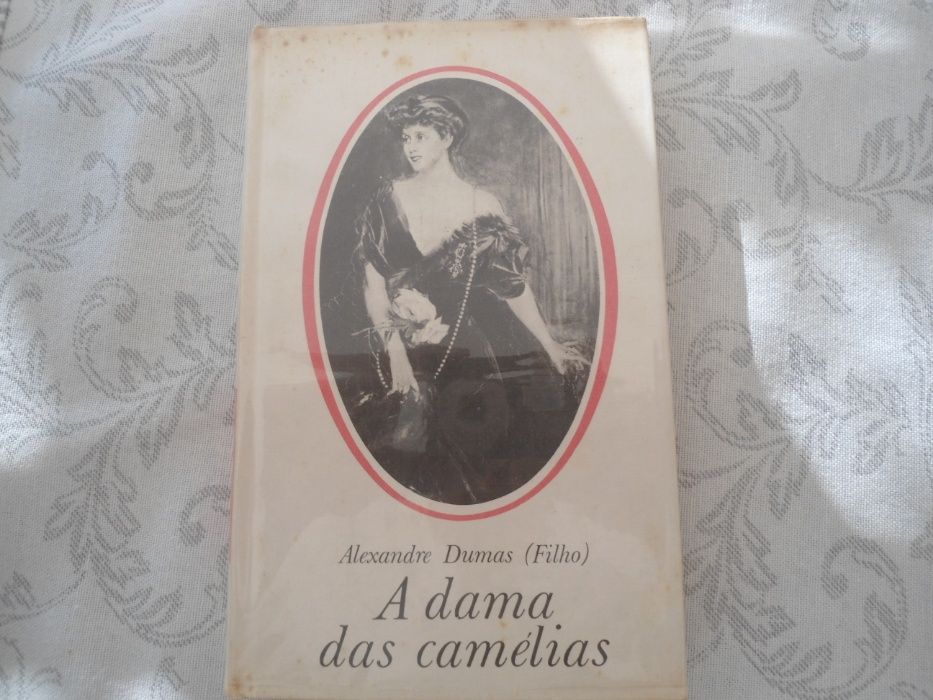 Alexandre Dumas (Filho)
A dama
das camélias